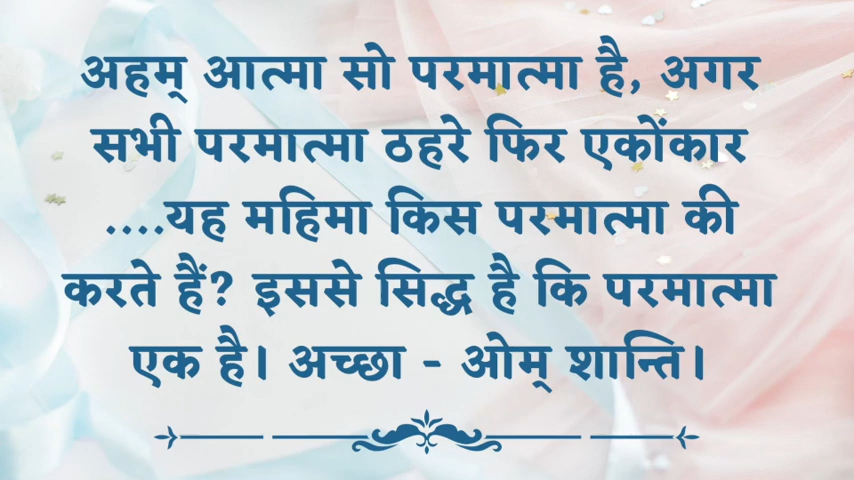 अहम् आत्मा सो परमात्मा है, अगर
सभी परमात्मा ठहरे फिर एकोंकार
....यह महिमा किस परमात्मा की
करते हैं? इससे सिद्ध है कि परमात्मा
एक है। अच्छा - ओम् शान्ति।